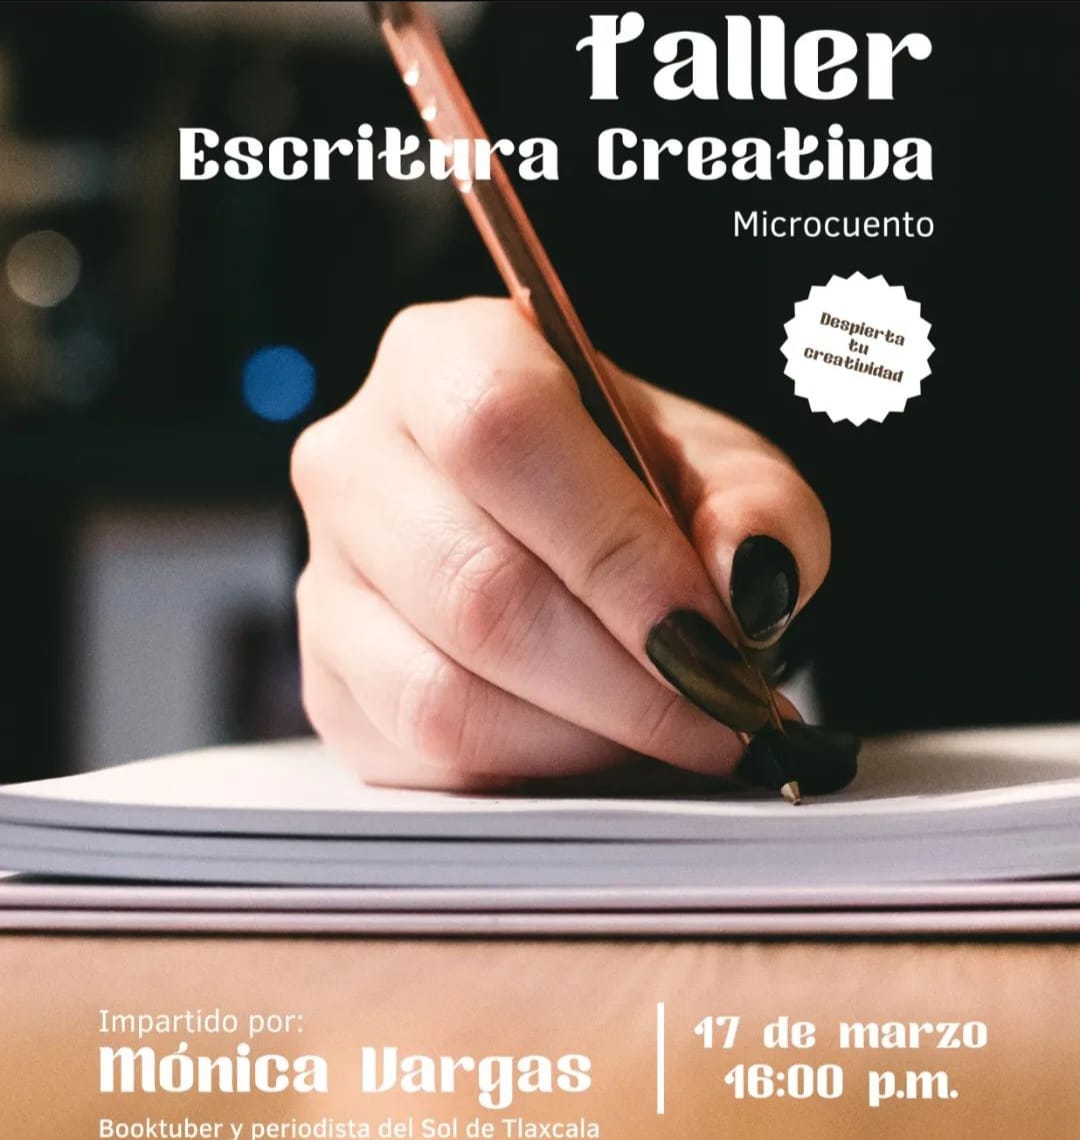 Taller
Escritura Creativa
Microcuento
Despierta
tu
creatividad
Impartido por:
Mónica Vargas
Booktuber y periodista del Sol de Tlaxcala
17 de marzo
16:00 p.m.